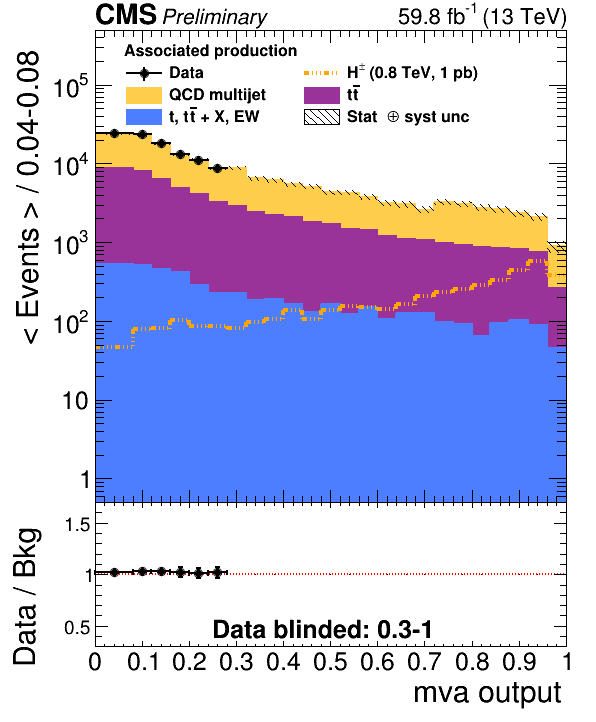 CMS Preliminary 59.8 fb⁻¹ (13 TeV)
Associated production
Data
H± (0.8 TeV, 1 pb)
QCD multijet
tt̅
t, tt̅ + X, EW
Stat ⊕ syst unc
< Events > / 0.04-0.08
10⁵
10⁴
10³
10²
10
1
Data / Bkg
1.5
1
0.5
Data blinded: 0.3-1
0 0.1 0.2 0.3 0.4 0.5 0.6 0.7 0.8 0.9 1
mva output